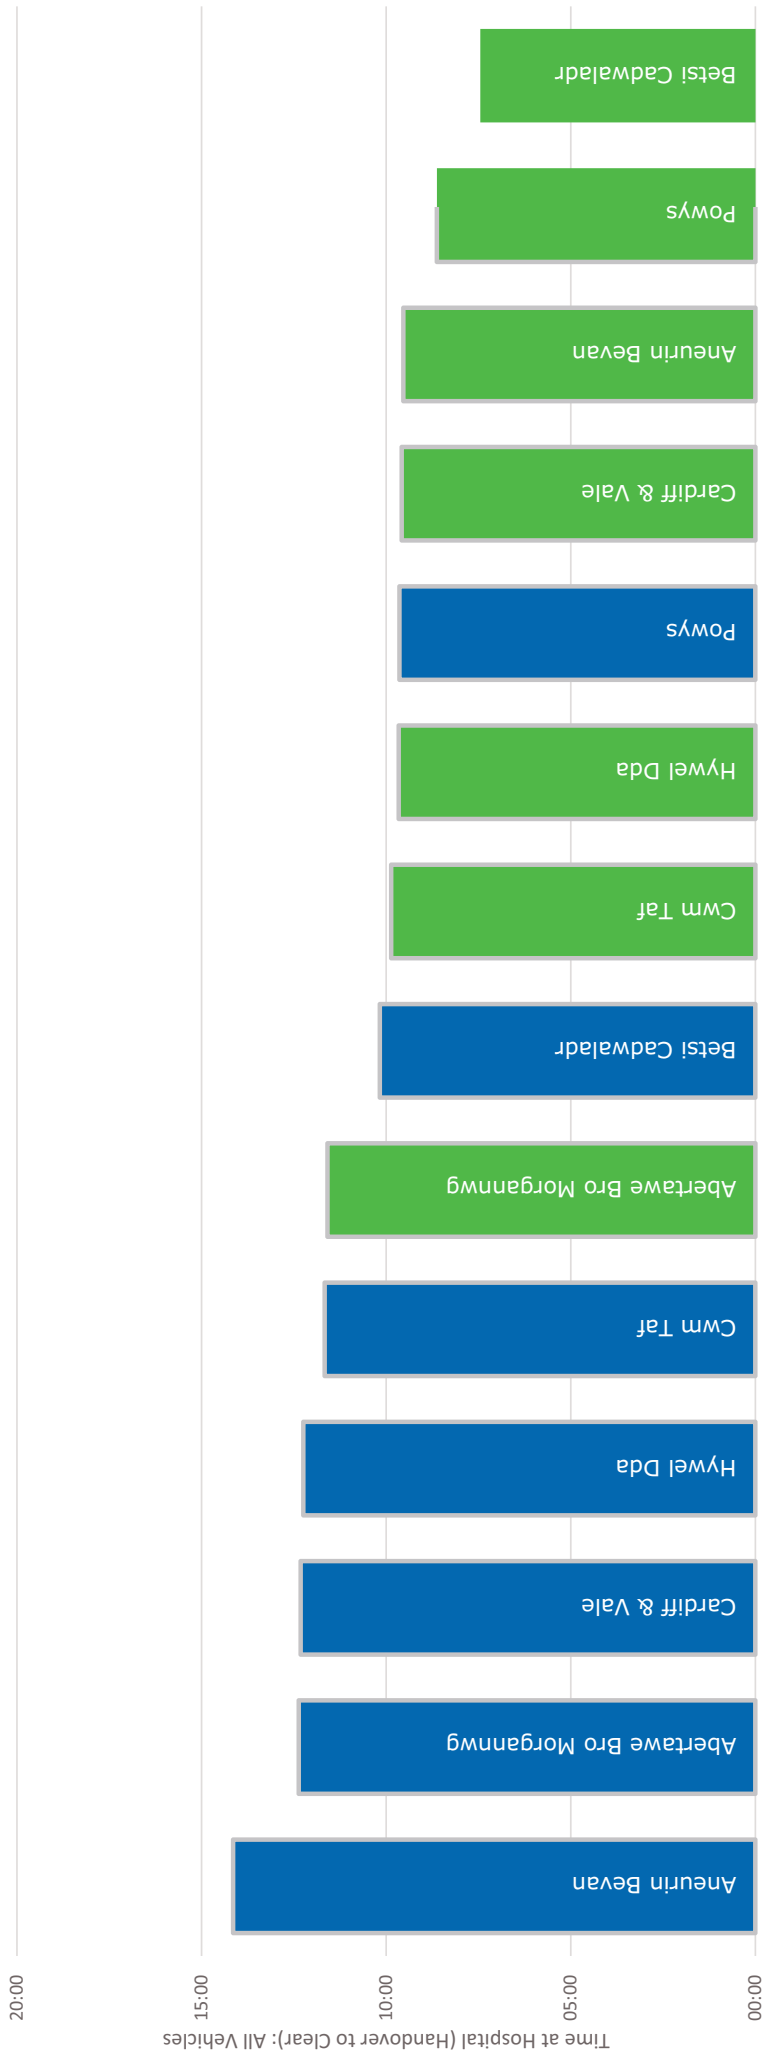 Time at Hospital (Handover to Clear): All Vehicles
00:00
05:00
10:00
15:00
20:00
Aneurin Bevan
Abertawe Bro Morgannwg
Cardiff & Vale
Hywel Dda
Cwm Taf
Abertawe Bro Morgannwg
Betsi Cadwaladr
Cwm Taf
Hywel Dda
Powys
Cardiff & Vale
Aneurin Bevan
Powys
Betsi Cadwaladr